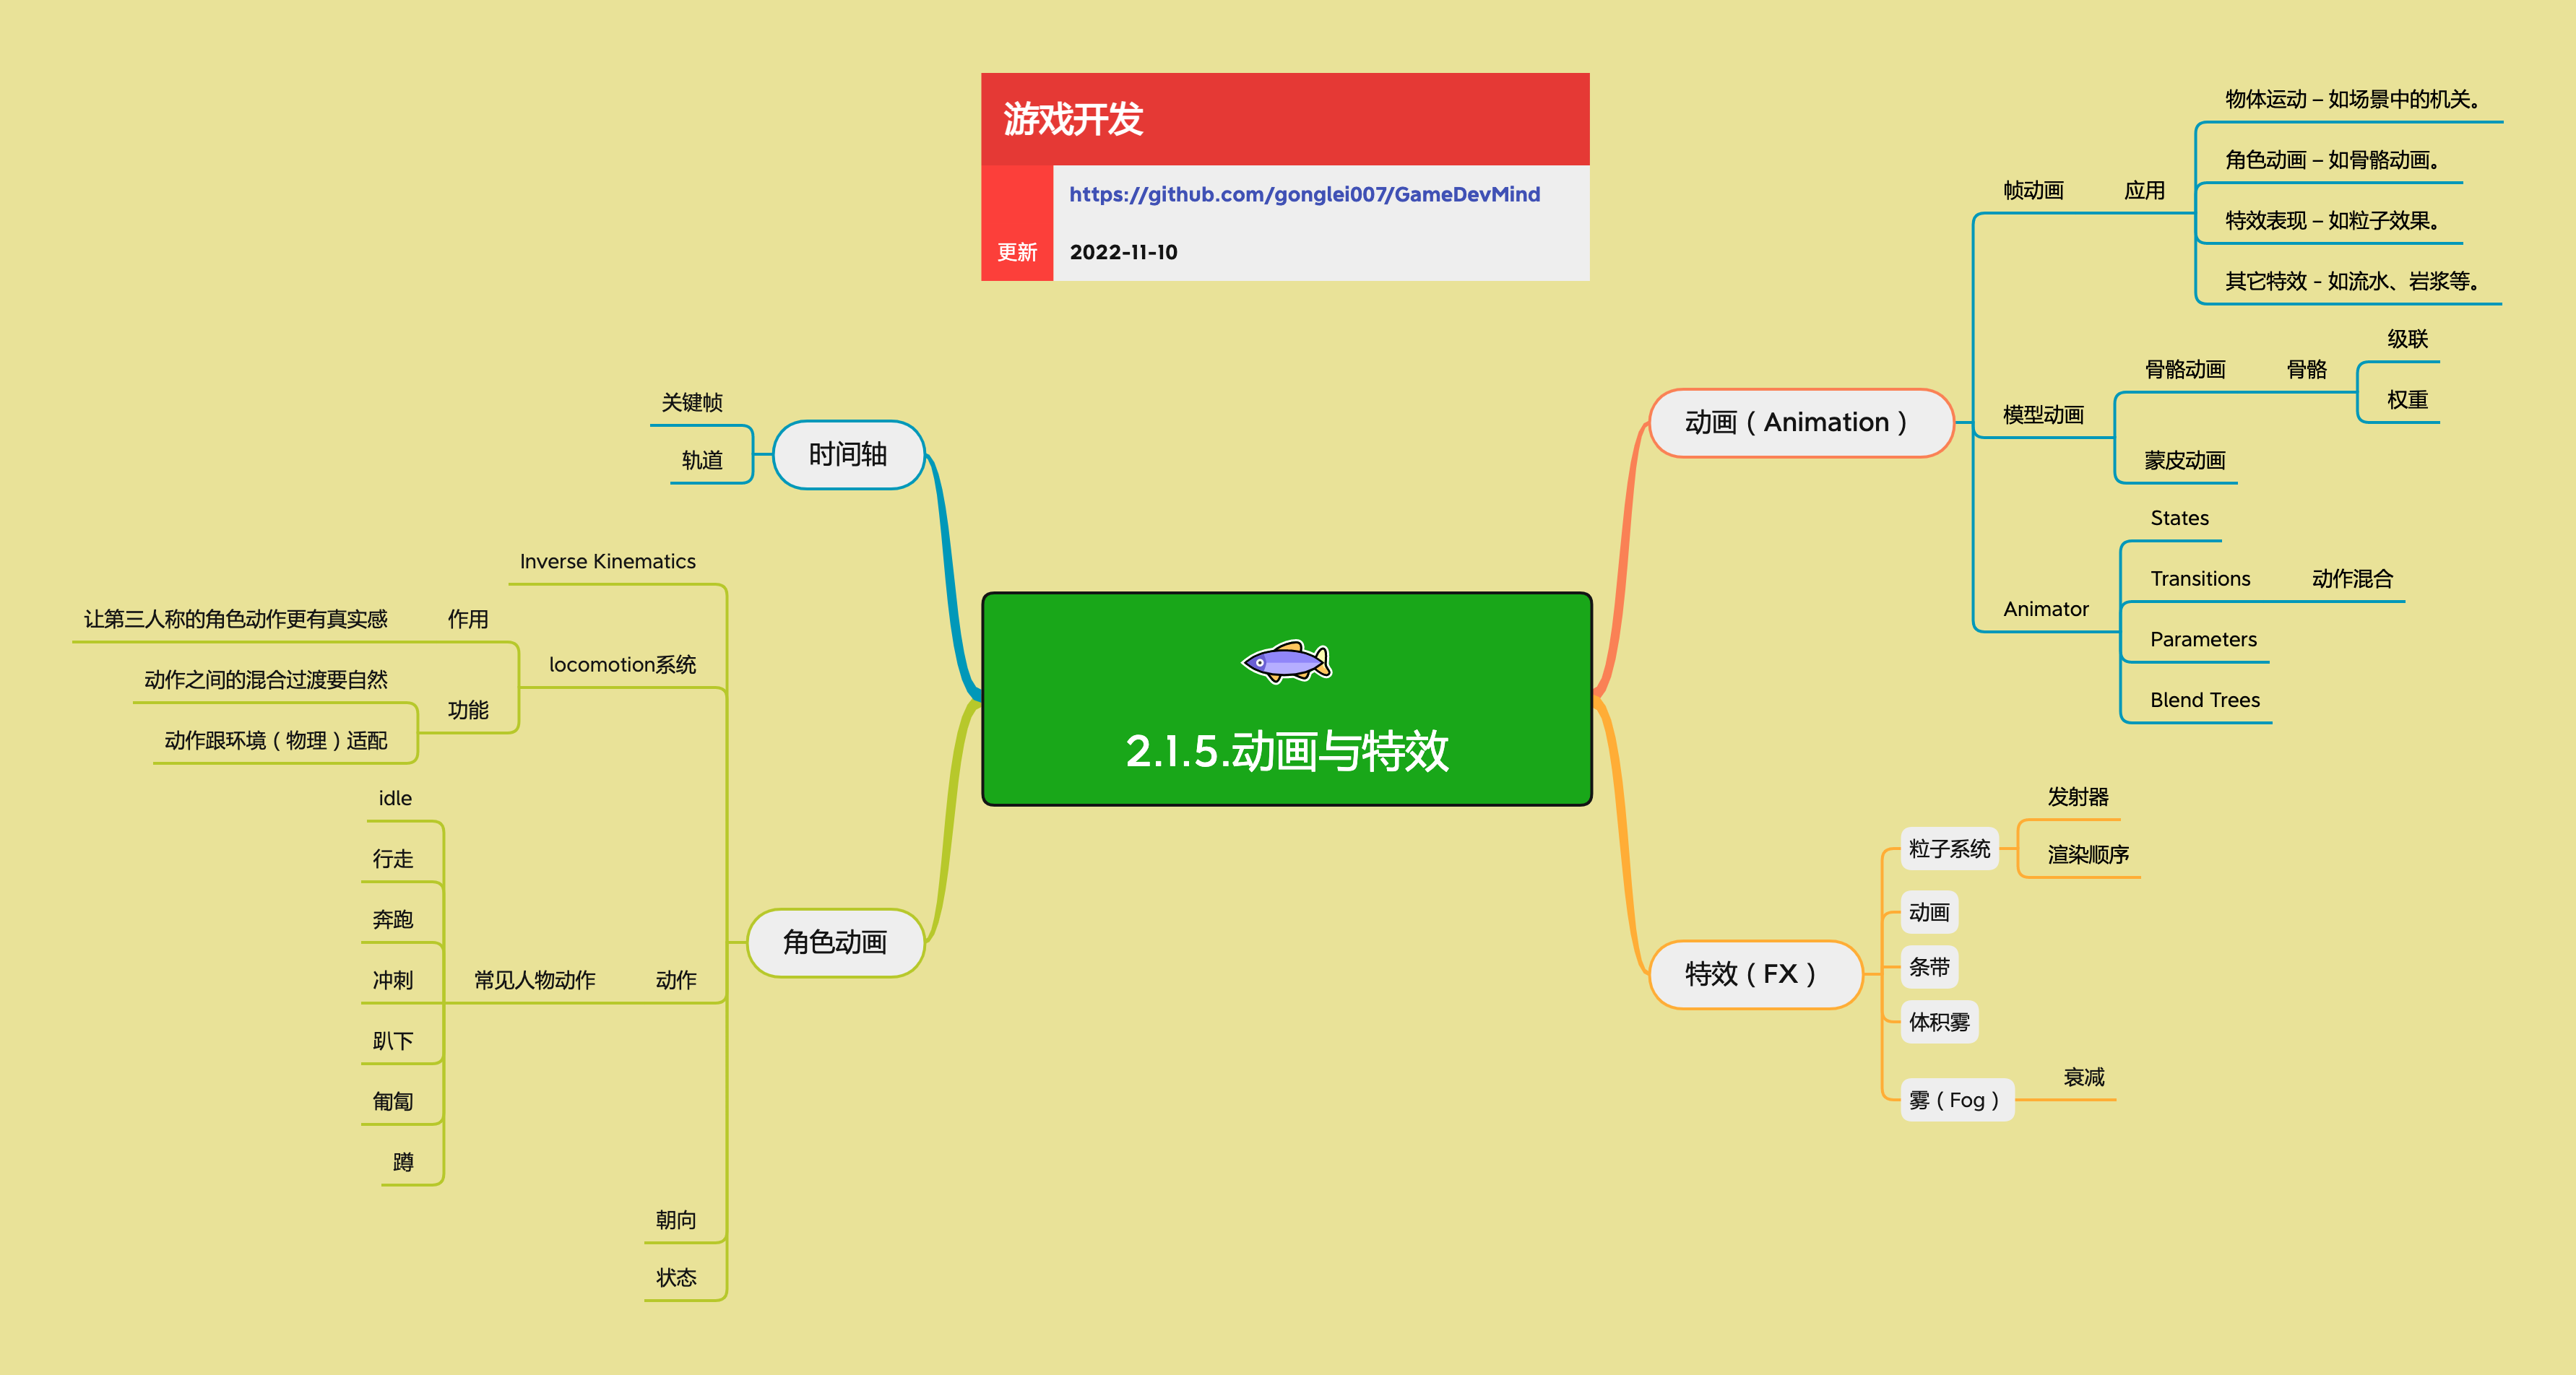 游戏开发
https://github.com/gonglei007/GameDevMind
更新 2022-11-10
2.1.5.动画与特效
动画（Animation）
帧动画
应用
物体运动 – 如场景中的机关。
角色动画 – 如骨骼动画。
特效表现 – 如粒子效果。
其它特效 - 如流水、岩浆等。
模型动画
骨骼动画
骨骼
级联
权重
蒙皮动画
Animator
States
Transitions
动作混合
Parameters
Blend Trees
特效（FX）
粒子系统
发射器
渲染顺序
动画
条带
体积雾
雾（Fog）
衰减
时间轴
关键帧
轨道
角色动画
Inverse Kinematics
locomotion系统
作用
让第三人称的角色动作更有真实感
功能
动作之间的混合过渡要自然
动作跟环境（物理）适配
动作
常见人物动作
idle
行走
奔跑
冲刺
趴下
匍匐
蹲
朝向
状态